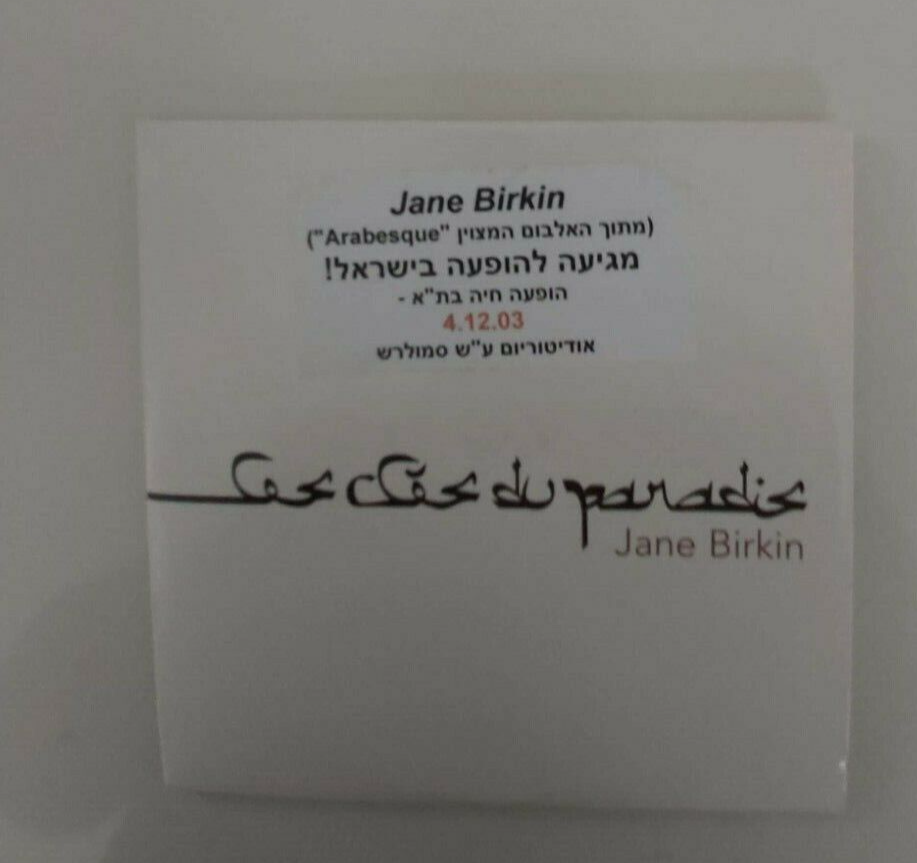 Jane Birkin
(מתוך האלבום המצוין "Arabesque")
מגיעה להופעה בישראל!
הופעה חיה בת"א -
4.12.03
אודיטוריום ע"ש סמולרש
Les clés du paradis
Jane Birkin